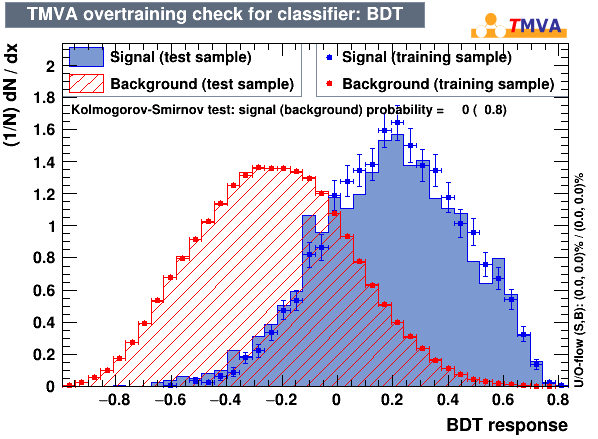 TMVA overtraining check for classifier: BDT
TMVA
(1/N) dN / dx
Signal (test sample)
Signal (training sample)
Background (test sample)
Background (training sample)
Kolmogorov-Smirnov test: signal (background) probability = 0 ( 0.8)
2
1.8
1.6
1.4
1.2
1
0.8
0.6
0.4
0.2
0
−0.8 −0.6 −0.4 −0.2 0 0.2 0.4 0.6 0.8
BDT response
U/O-flow (S,B): (0.0, 0.0)% / (0.0, 0.0)%